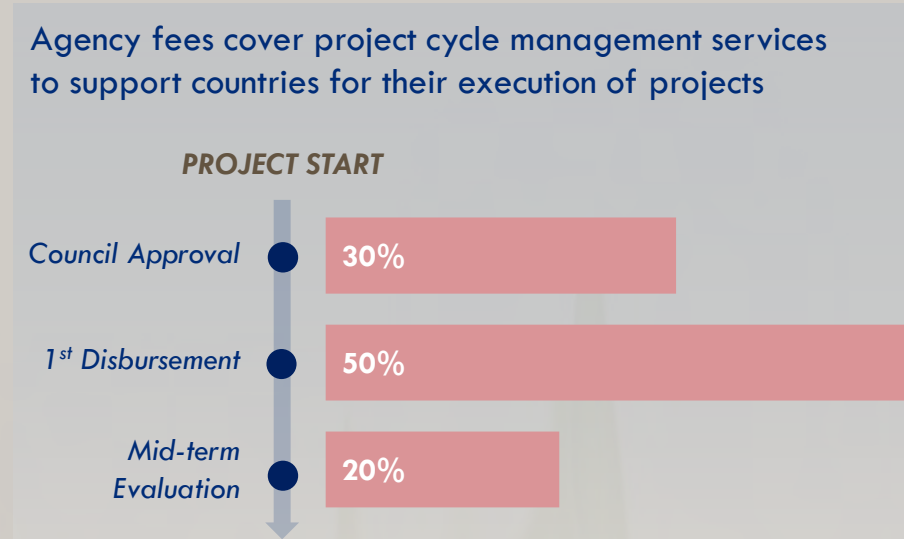 Agency fees cover project cycle management services
to support countries for their execution of projects
PROJECT START
Council Approval
30%
1st Disbursement
50%
Mid-term
Evaluation
20%